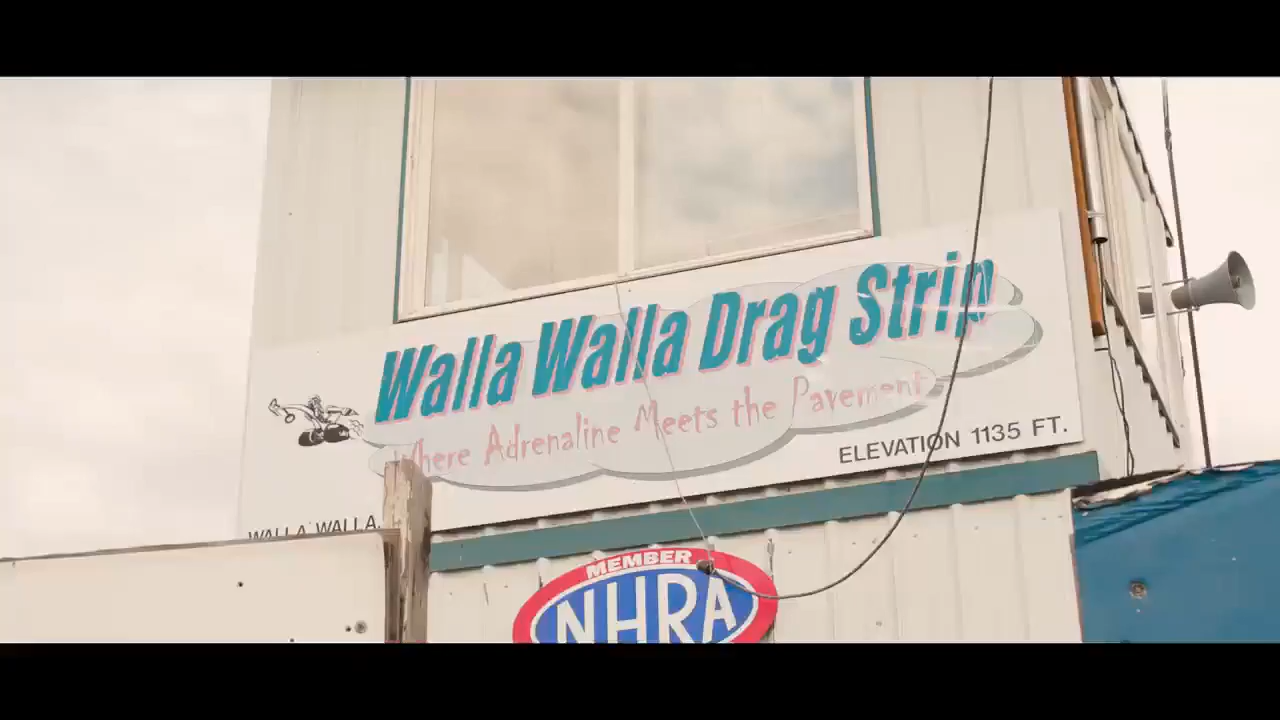 Walla Walla Drag Strip
Where Adrenaline Meets the Pavement
ELEVATION 1135 FT.
WALLA WALLA,
MEMBER
NHRA